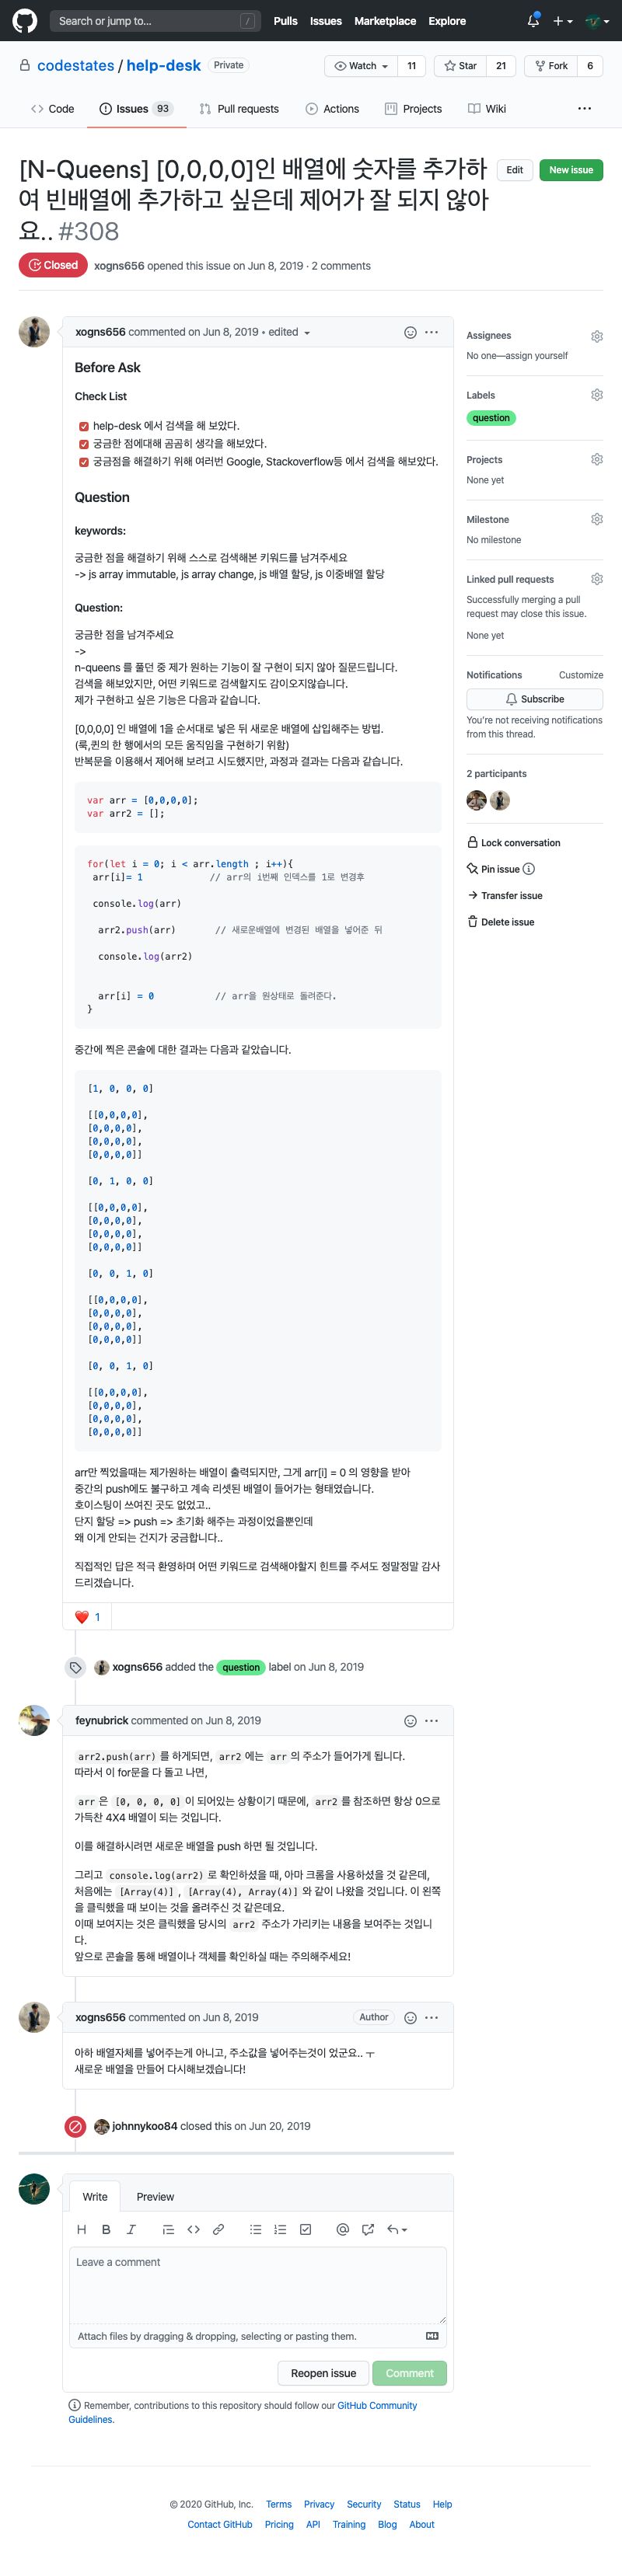 Search or jump to...
/
Pulls
Issues
Marketplace
Explore
codestates / help-desk
Private
Watch
11
Star
21
Fork
6
Code
Issues
93
Pull requests
Actions
Projects
Wiki
[N-Queens] [0,0,0,0]인 배열에 숫자를 추가하
여 빈배열에 추가하고 싶은데 제어가 잘 되지 않아
요.. #308
Edit
New issue
Closed
xogns656 opened this issue on Jun 8, 2019 · 2 comments
xogns656 commented on Jun 8, 2019 • edited
Before Ask
Check List
help-desk 에서 검색을 해 보았다.
궁금한 점에대해 곰곰히 생각을 해보았다.
궁금점을 해결하기 위해 여러번 Google, Stackoverflow등 에서 검색을 해보았다.
Question
keywords:
궁금한 점을 해결하기 위해 스스로 검색해본 키워드를 남겨주세요
-> js array immutable, js array change, js 배열 할당, js 이중배열 할당
Question:
궁금한 점을 남겨주세요
->
n-queens 를 풀던 중 제가 원하는 기능이 잘 구현이 되지 않아 질문드립니다.
검색을 해보았지만, 어떤 키워드로 검색할지도 감이오지않습니다.
제가 구현하고 싶은 기능은 다음과 같습니다.
[0,0,0,0] 인 배열에 1을 순서대로 넣은 뒤 새로운 배열에 삽입해주는 방법.
(룩,퀸의 한 행에서의 모든 움직임을 구현하기 위함)
반복문을 이용해서 제어해 보려고 시도했지만, 과정과 결과는 다음과 같습니다.
var arr = [0,0,0,0];
var arr2 = [];
for(let i = 0; i < arr.length ; i++){
arr[i]= 1 // arr의 i번째 인덱스를 1로 변경후
console.log(arr)
arr2.push(arr) // 새로운배열에 변경된 배열을 넣어준 뒤
console.log(arr2)
arr[i] = 0 // arr을 원상태로 돌려준다.
}
중간에 찍은 콘솔에 대한 결과는 다음과 같았습니다.
[1, 0, 0, 0]
[[0,0,0,0],
[0,0,0,0],
[0,0,0,0],
[0,0,0,0]]
[0, 1, 0, 0]
[[0,0,0,0],
[0,0,0,0],
[0,0,0,0],
[0,0,0,0]]
[0, 0, 1, 0]
[[0,0,0,0],
[0,0,0,0],
[0,0,0,0],
[0,0,0,0]]
[0, 0, 1, 0]
[[0,0,0,0],
[0,0,0,0],
[0,0,0,0],
[0,0,0,0]]
arr만 찍었을때는 제가원하는 배열이 출력되지만, 그게 arr[i] = 0 의 영향을 받아
중간의 push에도 불구하고 계속 리셋된 배열이 들어가는 형태였습니다.
호이스팅이 쓰여진 곳도 없었고..
단지 할당 => push => 초기화 해주는 과정이었을뿐인데
왜 이게 안되는 건지가 궁금합니다..
직접적인 답은 적극 환영하며 어떤 키워드로 검색해야할지 힌트를 주셔도 정말정말 감사
드리겠습니다.
1
xogns656 added the question label on Jun 8, 2019
feynubrick commented on Jun 8, 2019
arr2.push(arr) 를 하게되면, arr2 에는 arr 의 주소가 들어가게 됩니다.
따라서 이 for문을 다 돌고 나면,
arr 은 [0, 0, 0, 0] 이 되어있는 상황이기 때문에, arr2 를 참조하면 항상 0으로
가득찬 4X4 배열이 되는 것입니다.
이를 해결하시려면 새로운 배열을 push 하면 될 것입니다.
그리고 console.log(arr2) 로 확인하셨을 때, 아마 크롬을 사용하셨을 것 같은데,
처음에는 [Array(4)] , [Array(4), Array(4)] 와 같이 나왔을 것입니다. 이 왼쪽
을 클릭했을 때 보이는 것을 올려주신 것 같은데요.
이때 보여지는 것은 클릭했을 당시의 arr2 주소가 가리키는 내용을 보여주는 것입니
다.
앞으로 콘솔을 통해 배열이나 객체를 확인하실 때는 주의해주세요!
xogns656 commented on Jun 8, 2019
Author
아하 배열자체를 넣어주는게 아니고, 주소값을 넣어주는것이 었군요.. ㅜ
새로운 배열을 만들어 다시해보겠습니다!
johnnykoo84 closed this on Jun 20, 2019
Write
Preview
Leave a comment
Attach files by dragging & dropping, selecting or pasting them.
Reopen issue
Comment
Remember, contributions to this repository should follow our GitHub Community
Guidelines.
Assignees
No one—assign yourself
Labels
question
Projects
None yet
Milestone
No milestone
Linked pull requests
Successfully merging a pull
request may close this issue.
None yet
Notifications
Customize
Subscribe
You're not receiving notifications
from this thread.
2 participants
Lock conversation
Pin issue
Transfer issue
Delete issue
© 2020 GitHub, Inc.
Terms
Privacy
Security
Status
Help
Contact GitHub
Pricing
API
Training
Blog
About